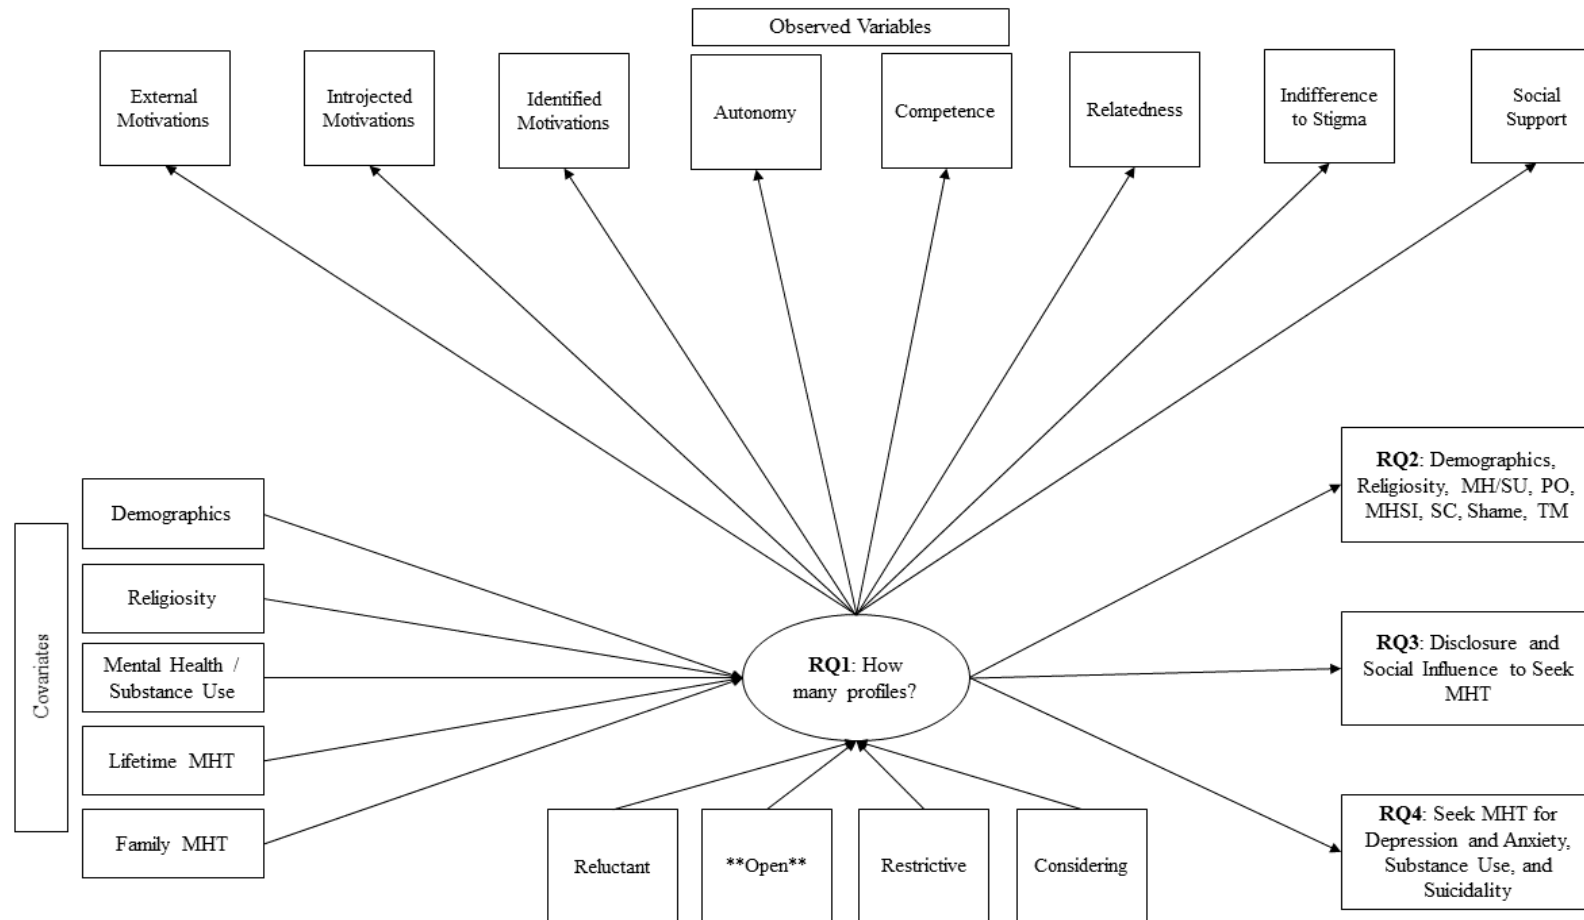 Observed Variables
External
Motivations
Introjected
Motivations
Identified
Motivations
Autonomy
Competence
Relatedness
Indifference
to Stigma
Social
Support
Covariates
Demographics
Religiosity
Mental Health /
Substance Use
Lifetime MHT
Family MHT
RQ1: How
many profiles?
Reluctant
**Open**
Restrictive
Considering
RQ2: Demographics,
Religiosity, MH/SU, PO,
MHSI, SC, Shame, TM
RQ3: Disclosure and
Social Influence to Seek
MHT
RQ4: Seek MHT for
Depression and Anxiety,
Substance Use, and
Suicidality